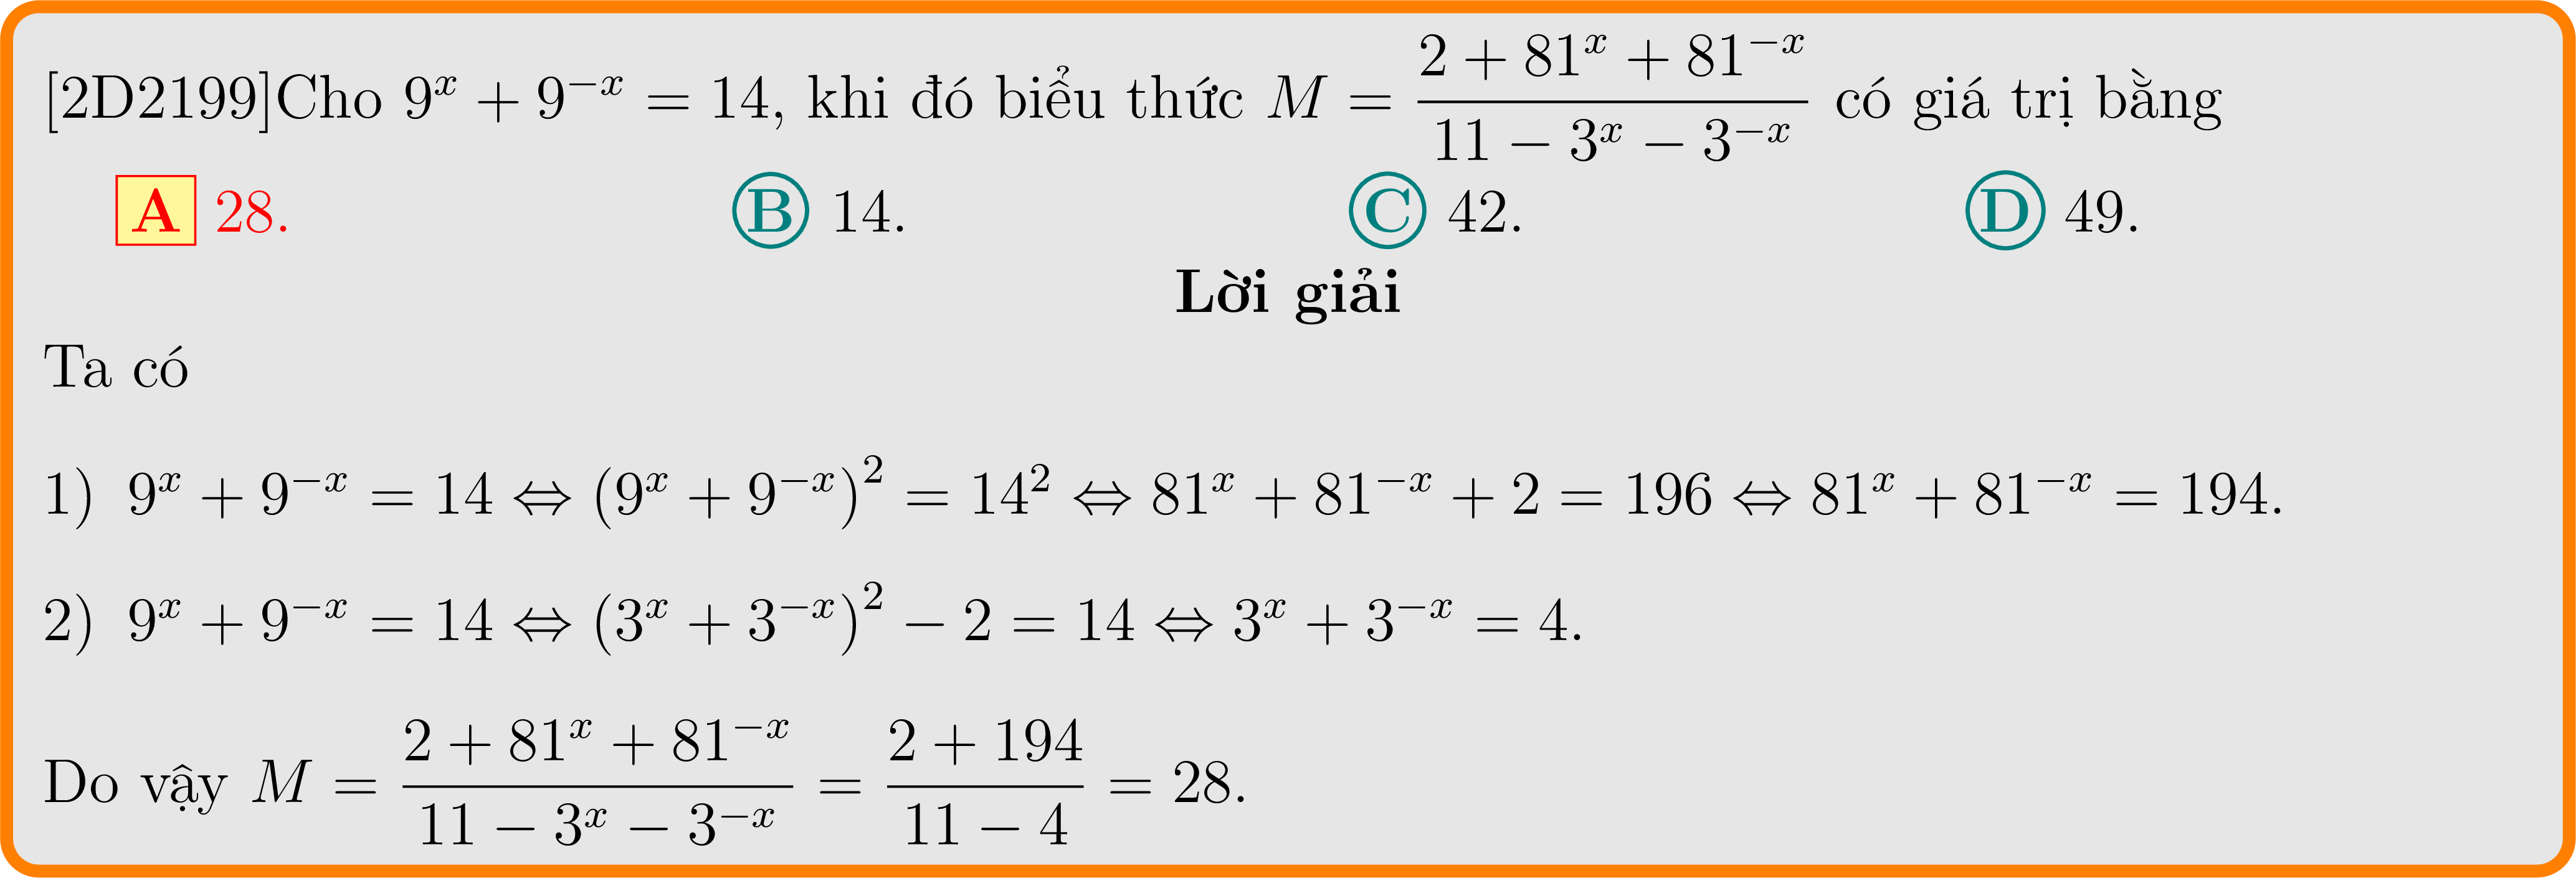 [2D2199]Cho $9^x + 9^{-x} = 14$, khi đó biểu thức $M = \dfrac{2 + 81^x + 81^{-x}}{11 - 3^x - 3^{-x}}$ có giá trị bằng
A 28. B 14. C 42. D 49.
Lời giải
Ta có
1) $9^x + 9^{-x} = 14 \Leftrightarrow (9^x + 9^{-x})^2 = 14^2 \Leftrightarrow 81^x + 81^{-x} + 2 = 196 \Leftrightarrow 81^x + 81^{-x} = 194.$
2) $9^x + 9^{-x} = 14 \Leftrightarrow (3^x + 3^{-x})^2 - 2 = 14 \Leftrightarrow 3^x + 3^{-x} = 4.$
Do vậy $M = \dfrac{2 + 81^x + 81^{-x}}{11 - 3^x - 3^{-x}} = \dfrac{2 + 194}{11 - 4} = 28.$